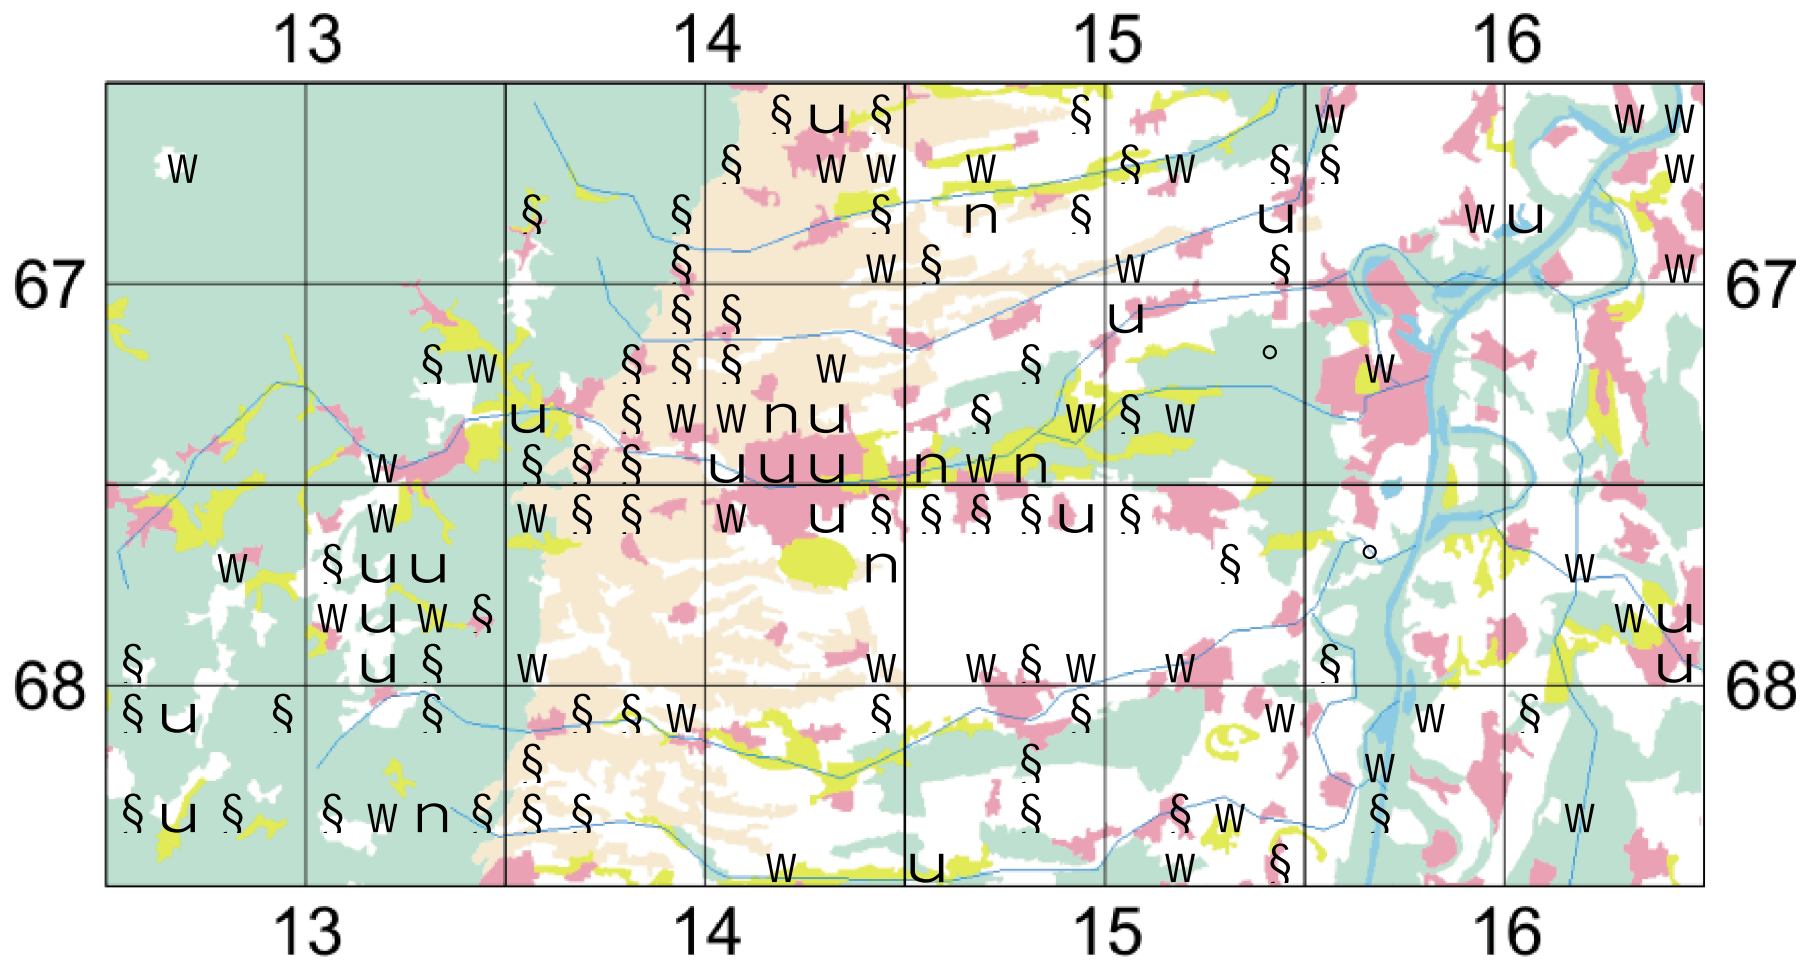 13 14 15 16
§ u § § w w w
w § w w w § w § § w
§ § § n § u w u
§ w § w § w
67 67
§ §
u
§ w § § § w § ° w
u § w w n u § w § w
w § § § u u u n w n
w w § § w u § § § § u §
w § u u n § ° w
w u w § w u
§ u § w w w § w w § u
68 68
§ u § § § § w § § w w §
§ § w
§ u § § w n § § § § § w § w
w u w §
13 14 15 16